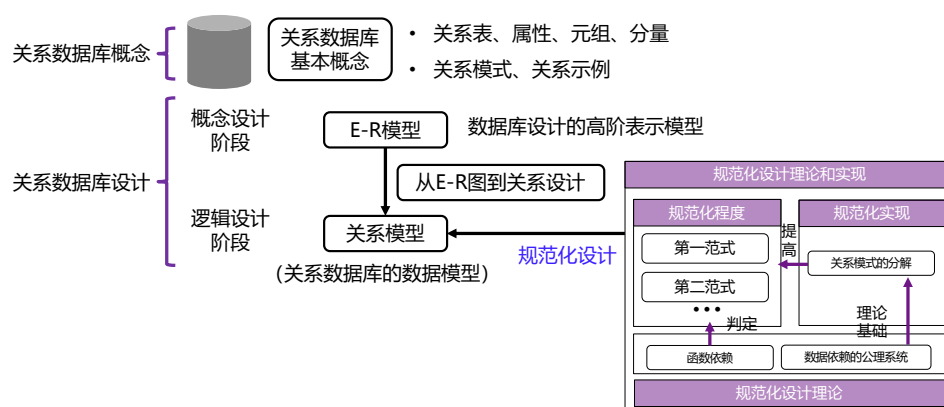 关系数据库概念
关系数据库
基本概念
• 关系表、属性、元组、分量
• 关系模式、关系示例
关系数据库设计
概念设计
阶段
E-R模型
数据库设计的高阶表示模型
从E-R图到关系设计
逻辑设计
阶段
关系模型
(关系数据库的数据模型)
规范化设计
规范化设计理论和实现
规范化程度
规范化实现
第一范式
第二范式
•••
提
高
关系模式的分解
判定
理论
基础
函数依赖
数据依赖的公理系统
规范化设计理论